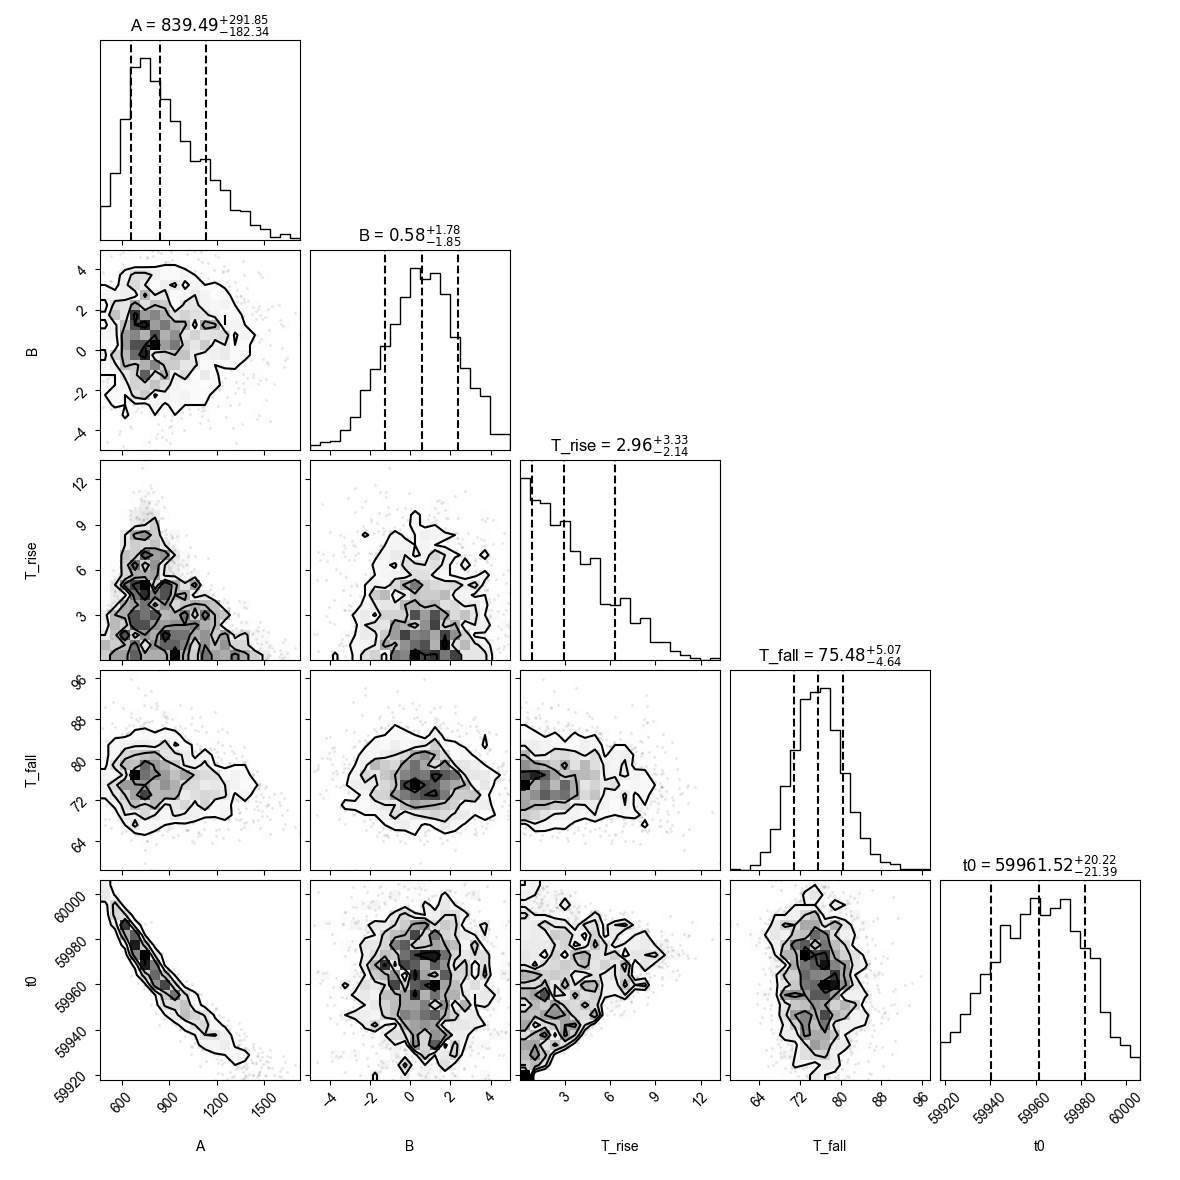 A = 839.49+291.85−182.34
B = 0.58+1.78−1.85
4
2
0
−2
−4
B
T_rise = 2.96+3.33−2.14
12
9
6
3
T_rise
T_fall = 75.48+5.07−4.64
96
88
80
72
64
T_fall
t0 = 59961.52+20.22−21.39
60000
59980
59960
59940
59920
t0
600 900 1200 1500
−4 −2 0 2 4
3 6 9 12
64 72 80 88 96
59920 59940 59960 59980 60000
A B T_rise T_fall t0